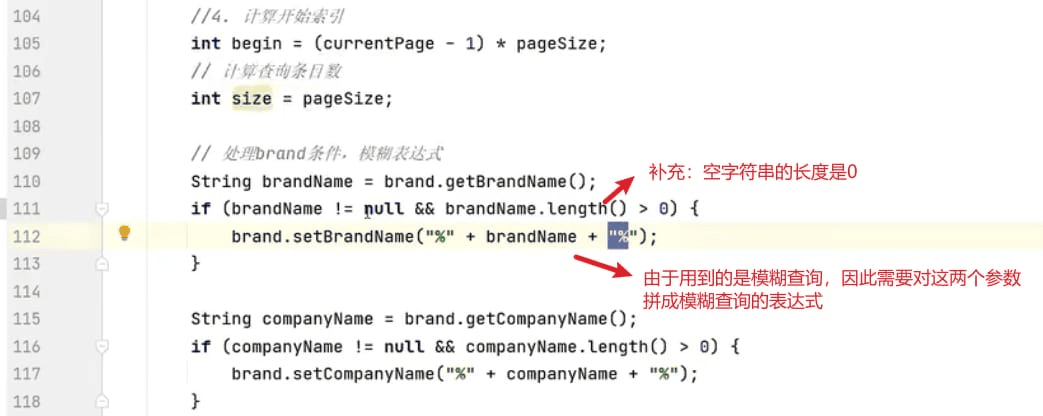 104 //4. 计算开始索引
105 int begin = (currentPage - 1) * pageSize;
106 // 计算查询条目数
107 int size = pageSize;
108
109 // 处理brand条件，模糊表达式
110 String brandName = brand.getBrandName();
补充：空字符串的长度是0
111 if (brandName != null && brandName.length() > 0) {
112 brand.setBrandName("%" + brandName + "%");
113 }
由于用到的是模糊查询，因此需要对这两个参数
拼成模糊查询的表达式
114
115 String companyName = brand.getCompanyName();
116 if (companyName != null && companyName.length() > 0) {
117 brand.setCompanyName("%" + companyName + "%");
118 }